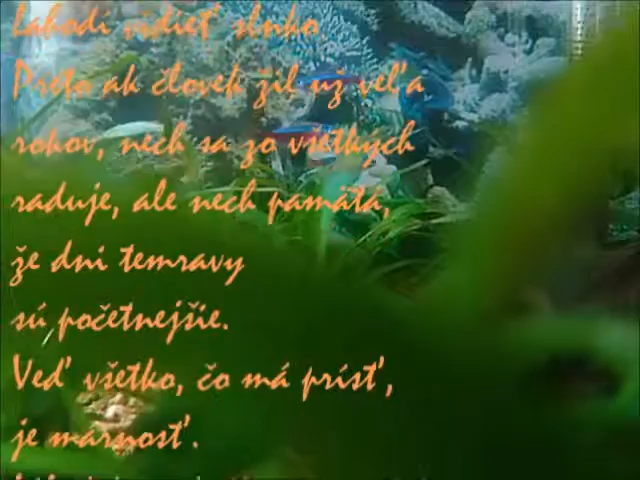 Lahodí vidieť slnko.
Preto ak človek žil už veľa
rokov, nech sa zo všetkých
raduje, ale nech pamätá,
že dni temravy
sú početnejšie.
Veď všetko, čo má prísť,
je márnosť.